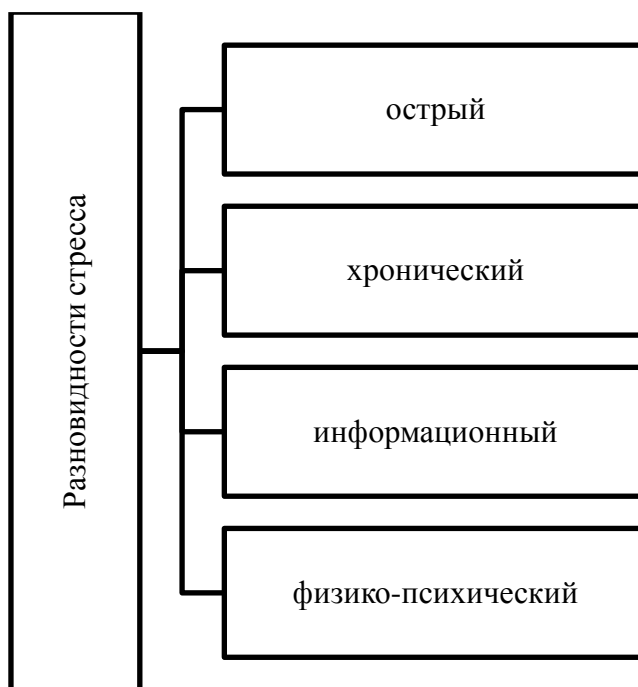 Разновидности стресса
острый
хронический
информационный
физико-психический